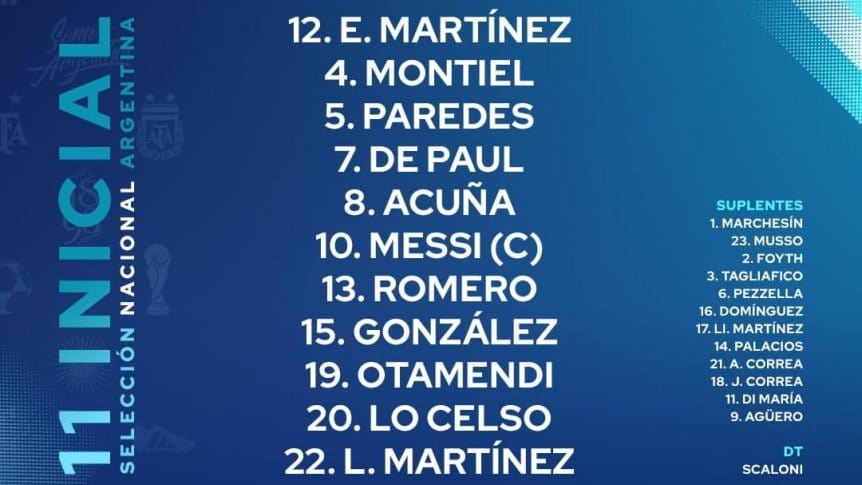 11 INICIAL
SELECCIÓN NACIONAL ARGENTINA
12. E. MARTÍNEZ
4. MONTIEL
5. PAREDES
7. DE PAUL
8. ACUÑA
10. MESSI (C)
13. ROMERO
15. GONZÁLEZ
19. OTAMENDI
20. LO CELSO
22. L. MARTÍNEZ
SUPLENTES
1. MARCHESÍN
23. MUSSO
2. FOYTH
3. TAGLIAFICO
6. PEZZELLA
16. DOMÍNGUEZ
17. LI. MARTÍNEZ
14. PALACIOS
21. A. CORREA
18. J. CORREA
11. DI MARÍA
9. AGÜERO
DT
SCALONI
AFA